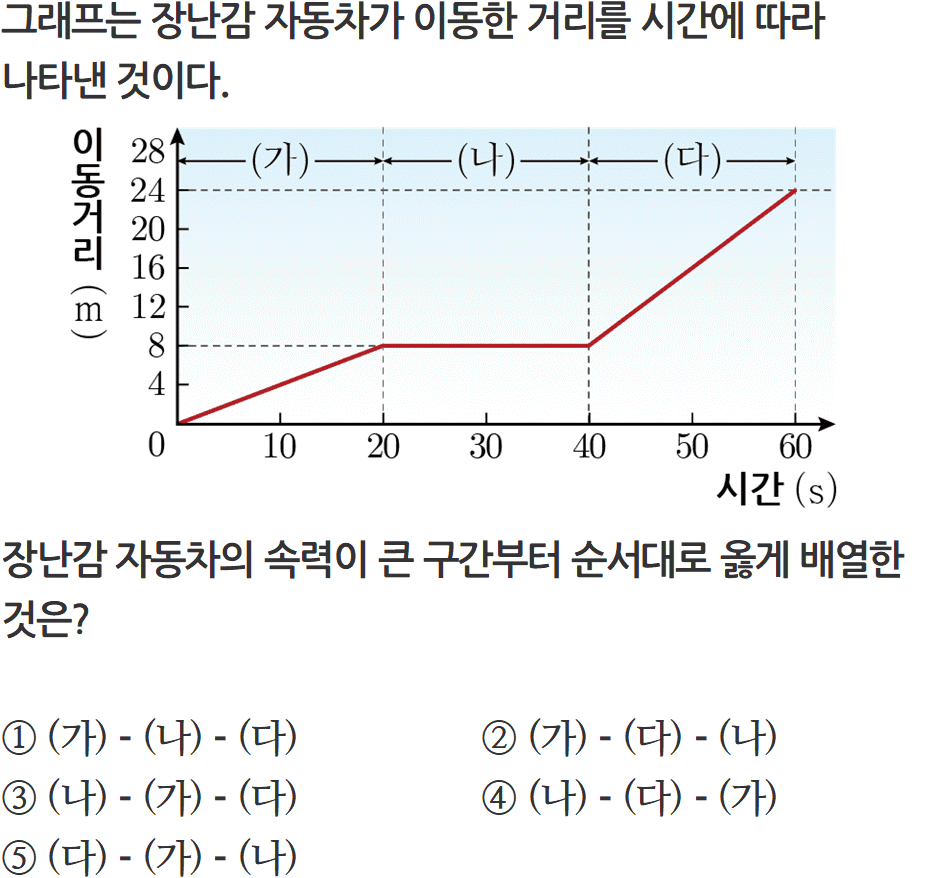 그래프는 장난감 자동차가 이동한 거리를 시간에 따라
나타낸 것이다.
이동거리 (m)
28
24
20
16
12
8
4
0
(가) (나) (다)
10 20 30 40 50 60
시간 (s)
장난감 자동차의 속력이 큰 구간부터 순서대로 옳게 배열한
것은?
① (가) - (나) - (다) ② (가) - (다) - (나)
③ (나) - (가) - (다) ④ (나) - (다) - (가)
⑤ (다) - (가) - (나)